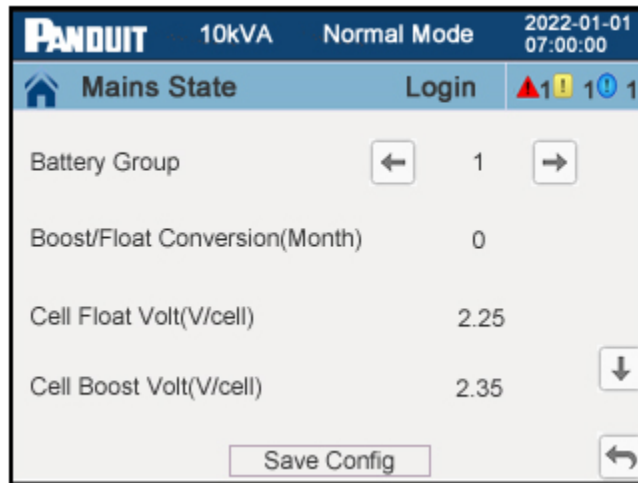 PANDUIT 10kVA Normal Mode 2022-01-01
07:00:00
Mains State Login 1 ! 1 ! 1
Battery Group 1
Boost/Float Conversion(Month) 0
Cell Float Volt(V/cell) 2.25
Cell Boost Volt(V/cell) 2.35
Save Config